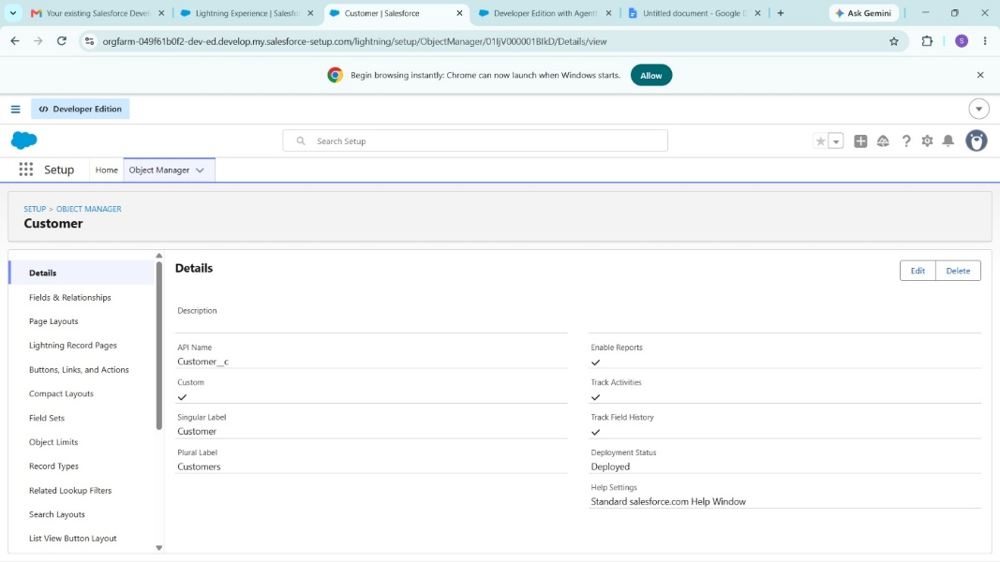 Your existing Salesforce Devel
Lightning Experience | Salesfor
Customer | Salesforce
Developer Edition with Agentf
Untitled document - Google D
Ask Gemini
orgfarm-049f61b0f2-dev-ed.develop.my.salesforce-setup.com/lightning/setup/ObjectManager/01IjV000001BIkD/Details/view
S
Begin browsing instantly: Chrome can now launch when Windows starts.
Allow
Developer Edition
Search Setup
Setup
Home
Object Manager
SETUP > OBJECT MANAGER
Customer
Details
Fields & Relationships
Page Layouts
Lightning Record Pages
Buttons, Links, and Actions
Compact Layouts
Field Sets
Object Limits
Record Types
Related Lookup Filters
Search Layouts
List View Button Layout
Details
Edit
Delete
Description
API Name
Customer__c
Custom
Singular Label
Customer
Plural Label
Customers
Enable Reports
Track Activities
Track Field History
Deployment Status
Deployed
Help Settings
Standard salesforce.com Help Window